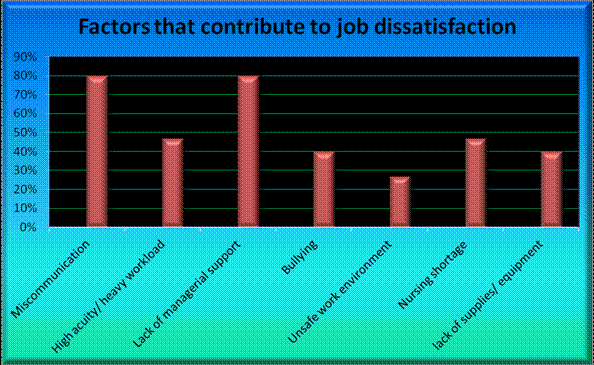 Factors that contribute to job dissatisfaction
90%
80%
70%
60%
50%
40%
30%
20%
10%
0%
Miscommunication
High acuity/ heavy workload
Lack of managerial support
Bullying
Unsafe work environment
Nursing shortage
lack of supplies/ equipment